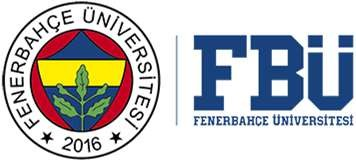 FENERBAHÇE ÜNİVERSİTESİ
★ 2016 ★
FBÜ
FENERBAHÇE ÜNİVERSİTESİ